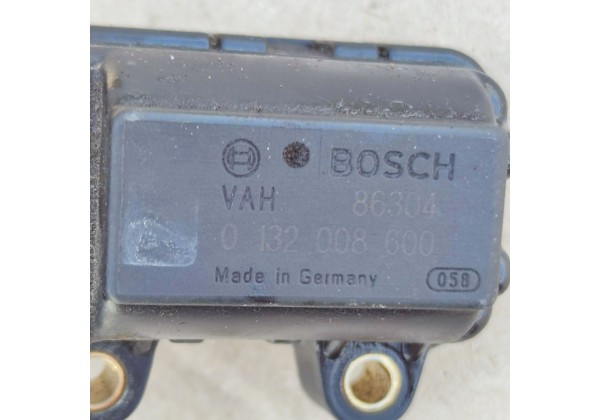 BOSCH
VAH 86304
0 132 008 600
Made in Germany 058